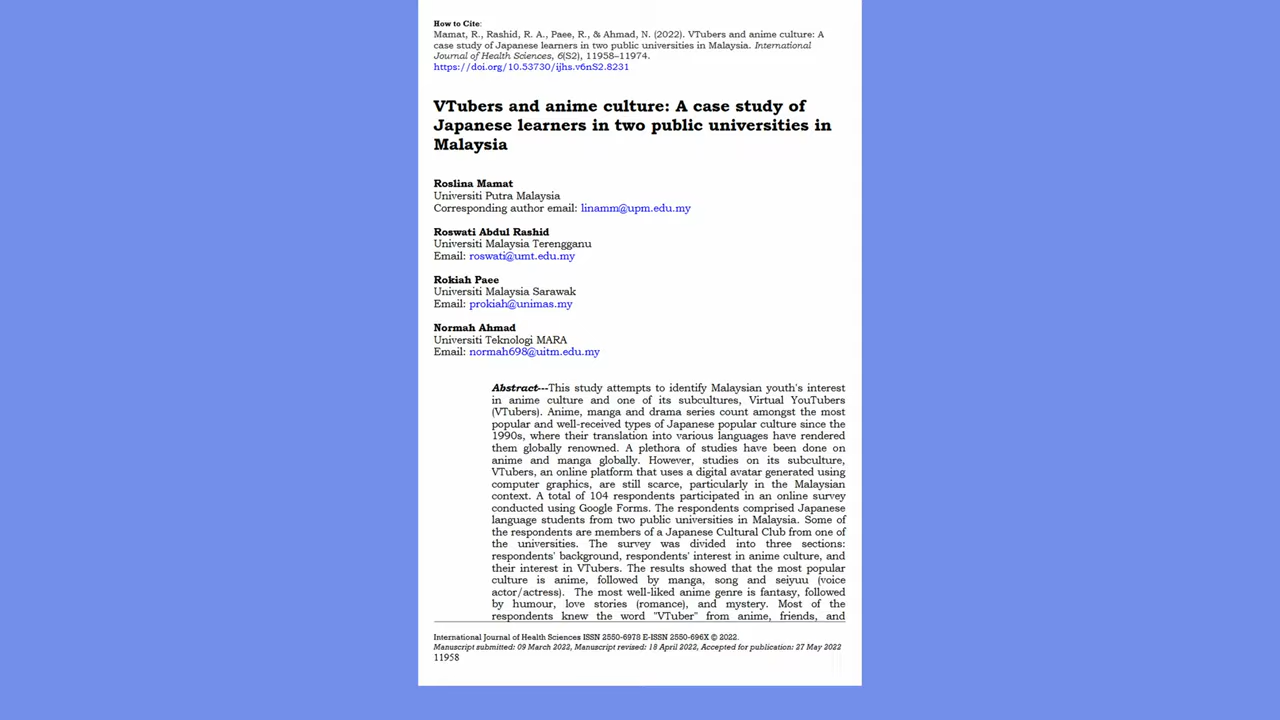 How to Cite:
Mamat, R., Rashid, R. A., Paee, R., & Ahmad, N. (2022). VTubers and anime culture: A
case study of Japanese learners in two public universities in Malaysia. International
Journal of Health Sciences, 6(S2), 11958–11974.
https://doi.org/10.53730/ijhs.v6nS2.8231
VTubers and anime culture: A case study of
Japanese learners in two public universities in
Malaysia
Roslina Mamat
Universiti Putra Malaysia
Corresponding author email: linamm@upm.edu.my
Roswati Abdul Rashid
Universiti Malaysia Terengganu
Email: roswati@umt.edu.my
Rokiah Paee
Universiti Malaysia Sarawak
Email: prokiah@unimas.my
Normah Ahmad
Universiti Teknologi MARA
Email: normah698@uitm.edu.my
Abstract---This study attempts to identify Malaysian youth's interest
in anime culture and one of its subcultures, Virtual YouTubers
(VTubers). Anime, manga and drama series count amongst the most
popular and well-received types of Japanese popular culture since the
1990s, where their translation into various languages have rendered
them globally renowned. A plethora of studies have been done on
anime and manga globally. However, studies on its subculture,
VTubers, an online platform that uses a digital avatar generated using
computer graphics, are still scarce, particularly in the Malaysian
context. A total of 104 respondents participated in an online survey
conducted using Google Forms. The respondents comprised Japanese
language students from two public universities in Malaysia. Some of
the respondents are members of a Japanese Cultural Club from one of
the universities. The survey was divided into three sections:
respondents' background, respondents' interest in anime culture, and
their interest in VTubers. The results showed that the most popular
culture is anime, followed by manga, song and seiyuu (voice
actor/actress). The most well-liked anime genre is fantasy, followed
by humour, love stories (romance), and mystery. Most of the
respondents knew the word "VTuber" from anime, friends, and
International Journal of Health Sciences ISSN 2550-6978 E-ISSN 2550-696X © 2022.
Manuscript submitted: 09 March 2022, Manuscript revised: 18 April 2022, Accepted for publication: 27 May 2022
11958